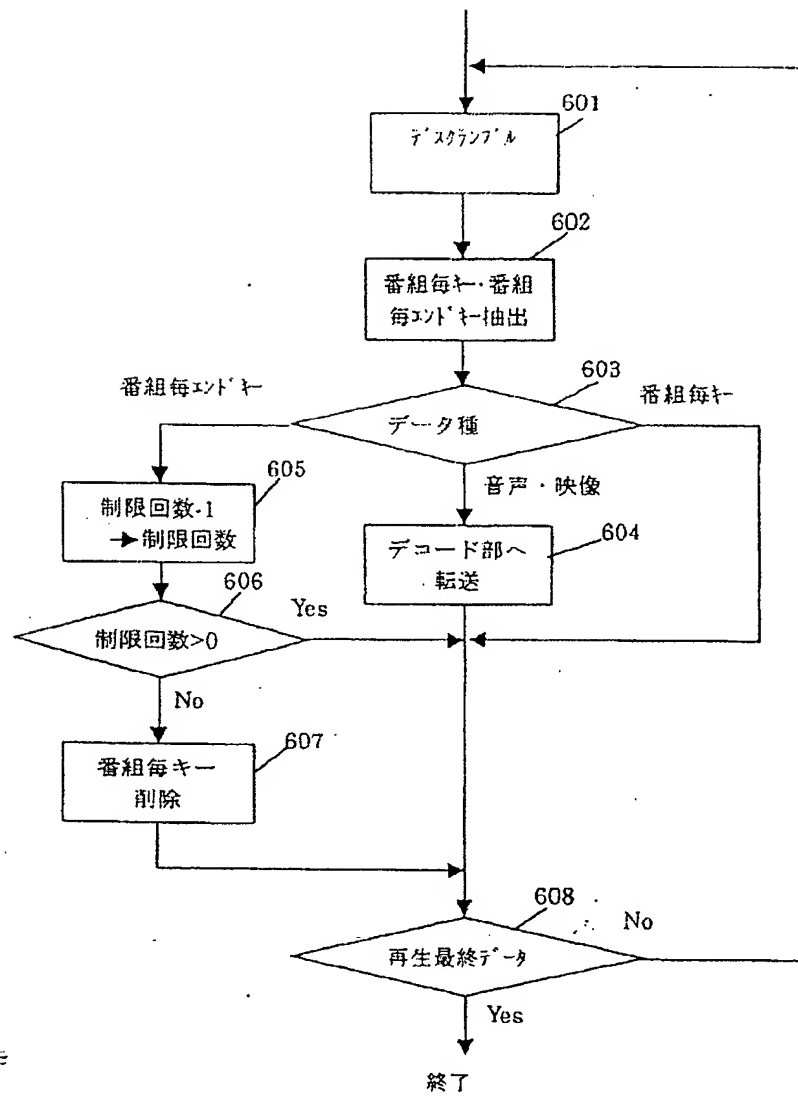 601
ﾃﾞｽｸﾗﾝﾌﾞﾙ
602
番組毎ｷｰ・番組
毎ｴﾝﾄﾞｷｰ抽出
603
番組毎ｴﾝﾄﾞｷｰ
番組毎ｷｰ
データ種
605
音声・映像
制限回数-1
→制限回数
604
デコード部へ
転送
606
Yes
制限回数>0
No
607
番組毎キー
削除
608
No
再生最終ﾃﾞｰﾀ
Yes
終了